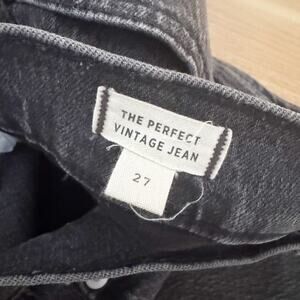 THE PERFECT
VINTAGE JEAN
27